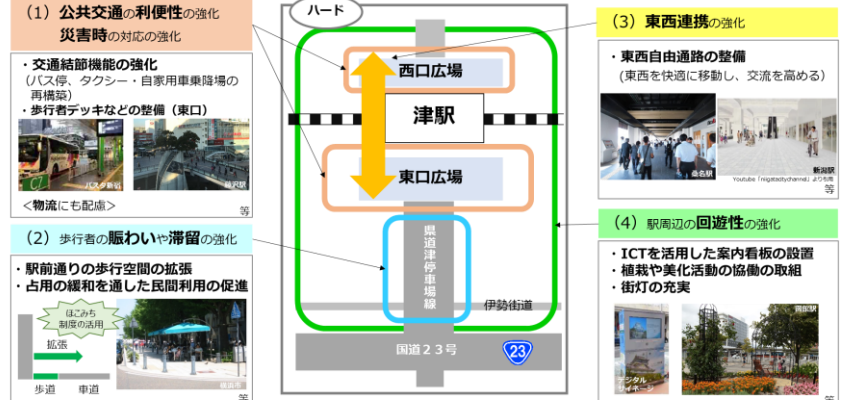 (1) 公共交通の利便性の強化
災害時の対応の強化
・交通結節機能の強化
(バス停、タクシー・自家用車乗降場の
再構築)
・歩行者デッキなどの整備(東口)
C7
バスタ新宿
藤沢駅
<物流にも配慮>
等
(2) 歩行者の賑わいや滞留の強化
・駅前通りの歩行空間の拡張
・占用の緩和を通した民間利用の促進
ほこみち
制度の活用
拡張
歩道
車道
横浜市
等
ハード
西口広場
津駅
東口広場
県道津停車場線
伊勢街道
国道23号
23
(3) 東西連携の強化
・東西自由通路の整備
(東西を快適に移動し、交流を高める)
桑名駅
新潟駅
Youtube「niigatacitychannel」より引用
等
(4) 駅周辺の回遊性の強化
・ICTを活用した案内看板の設置
・植栽や美化活動の協働の取組
・街灯の充実
デジタル
サイネージ
等